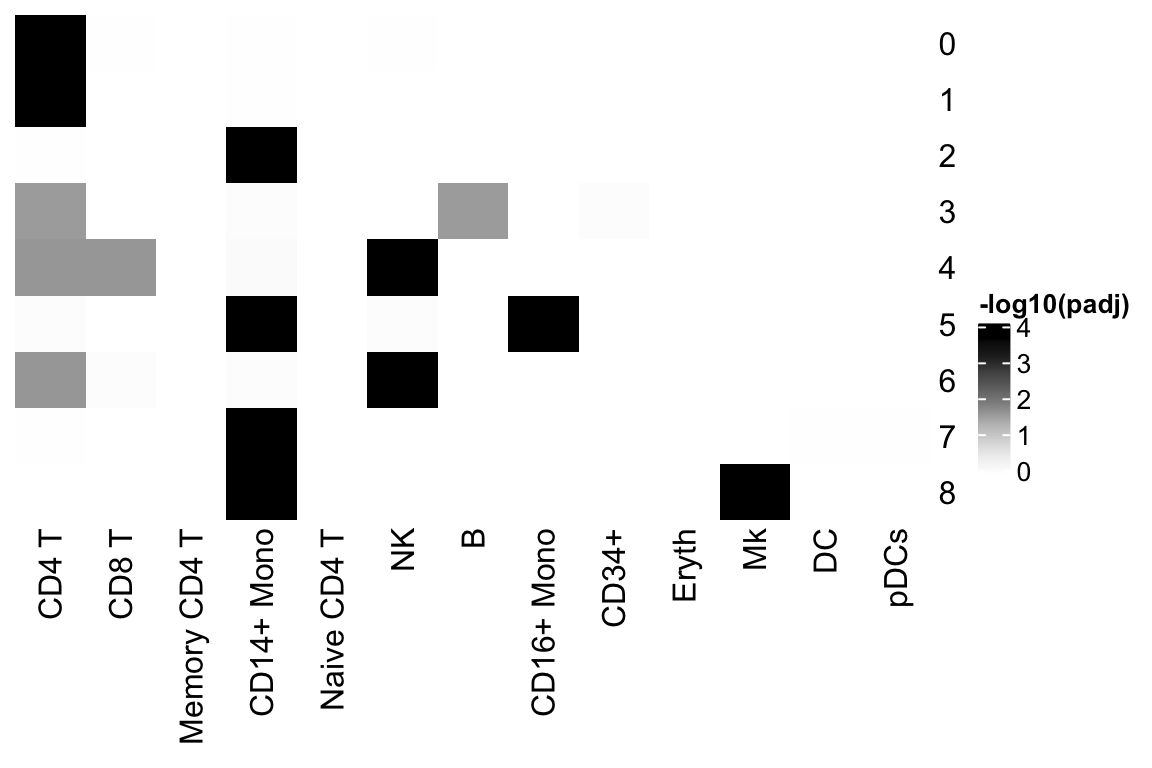 0
1
2
3
4
5
6
7
8
-log10(padj)
4
3
2
1
0
CD4 T
CD8 T
Memory CD4 T
CD14+ Mono
Naive CD4 T
NK
B
CD16+ Mono
CD34+
Eryth
Mk
DC
pDCs